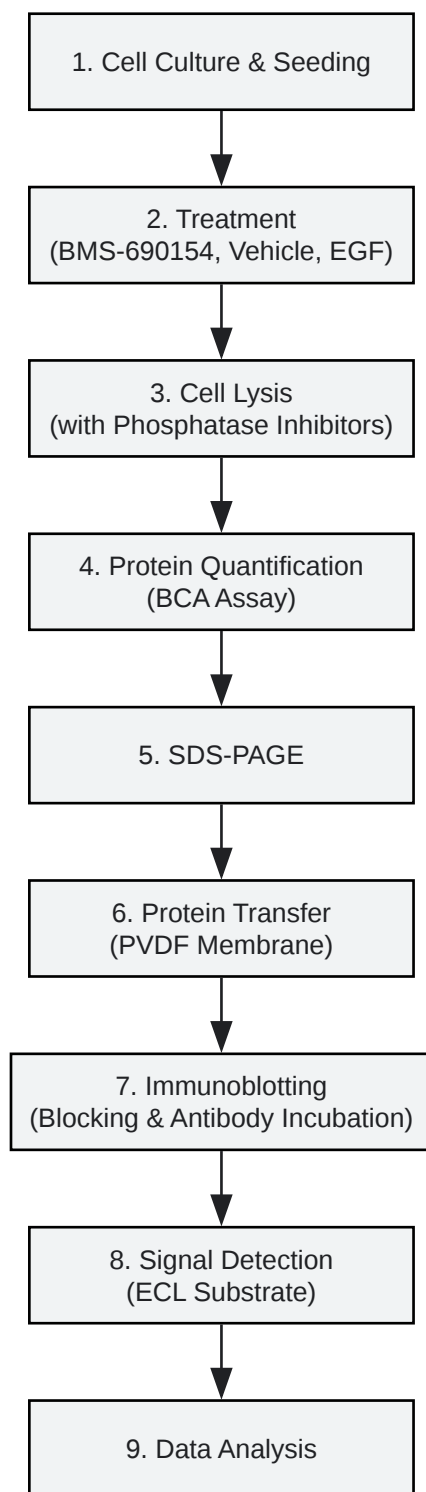 1. Cell Culture & Seeding
2. Treatment
(BMS-690154, Vehicle, EGF)
3. Cell Lysis
(with Phosphatase Inhibitors)
4. Protein Quantification
(BCA Assay)
5. SDS-PAGE
6. Protein Transfer
(PVDF Membrane)
7. Immunoblotting
(Blocking & Antibody Incubation)
8. Signal Detection
(ECL Substrate)
9. Data Analysis